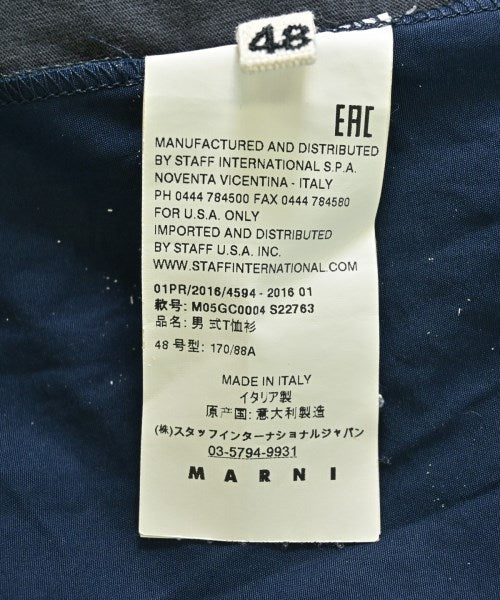 48
EAC
MANUFACTURED AND DISTRIBUTED
BY STAFF INTERNATIONAL S.P.A.
NOVENTA VICENTINA - ITALY
PH 0444 784500 FAX 0444 784580
FOR U.S.A. ONLY
IMPORTED AND DISTRIBUTED
BY STAFF U.S.A. INC.
WWW.STAFFINTERNATIONAL.COM
01PR/2016/4594 - 2016 01
款号: M05GC0004 S22763
品名: 男 式T恤衫
48 号型: 170/88A
MADE IN ITALY
イタリア製
原产国: 意大利製造
(株)スタッフインターナショナルジャパン
03-5794-9931
MARNI